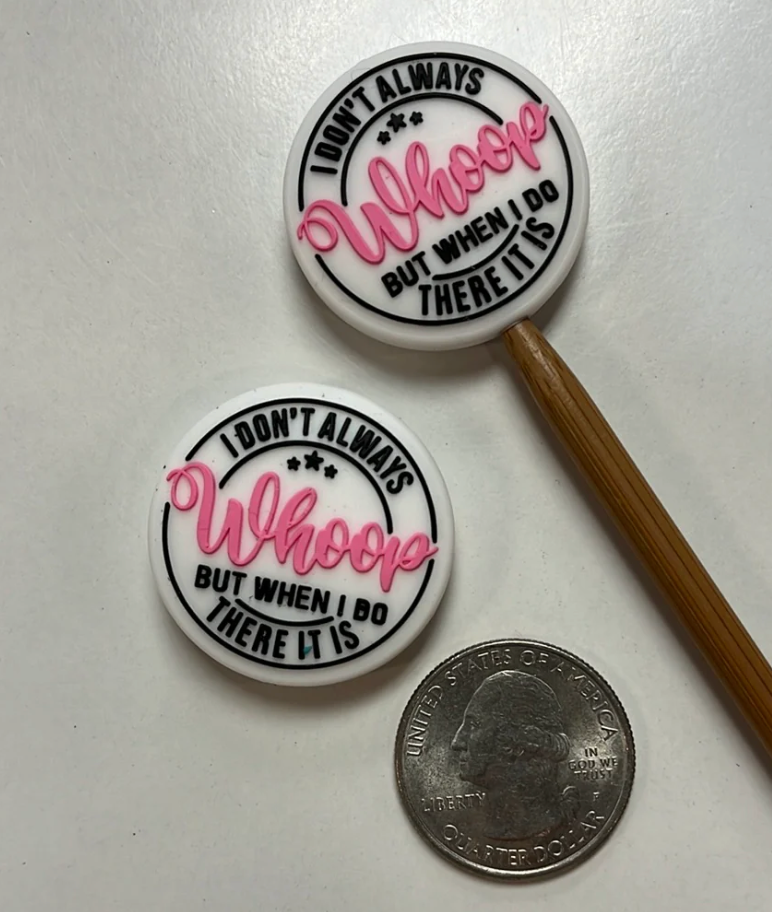 I DON'T ALWAYS
Whoop
BUT WHEN I DO
THERE IT IS
I DON'T ALWAYS
Whoop
BUT WHEN I DO
THERE IT IS
UNITED STATES OF AMERICA
IN
GOD WE
TRUST
LIBERTY
P
QUARTER DOLLAR